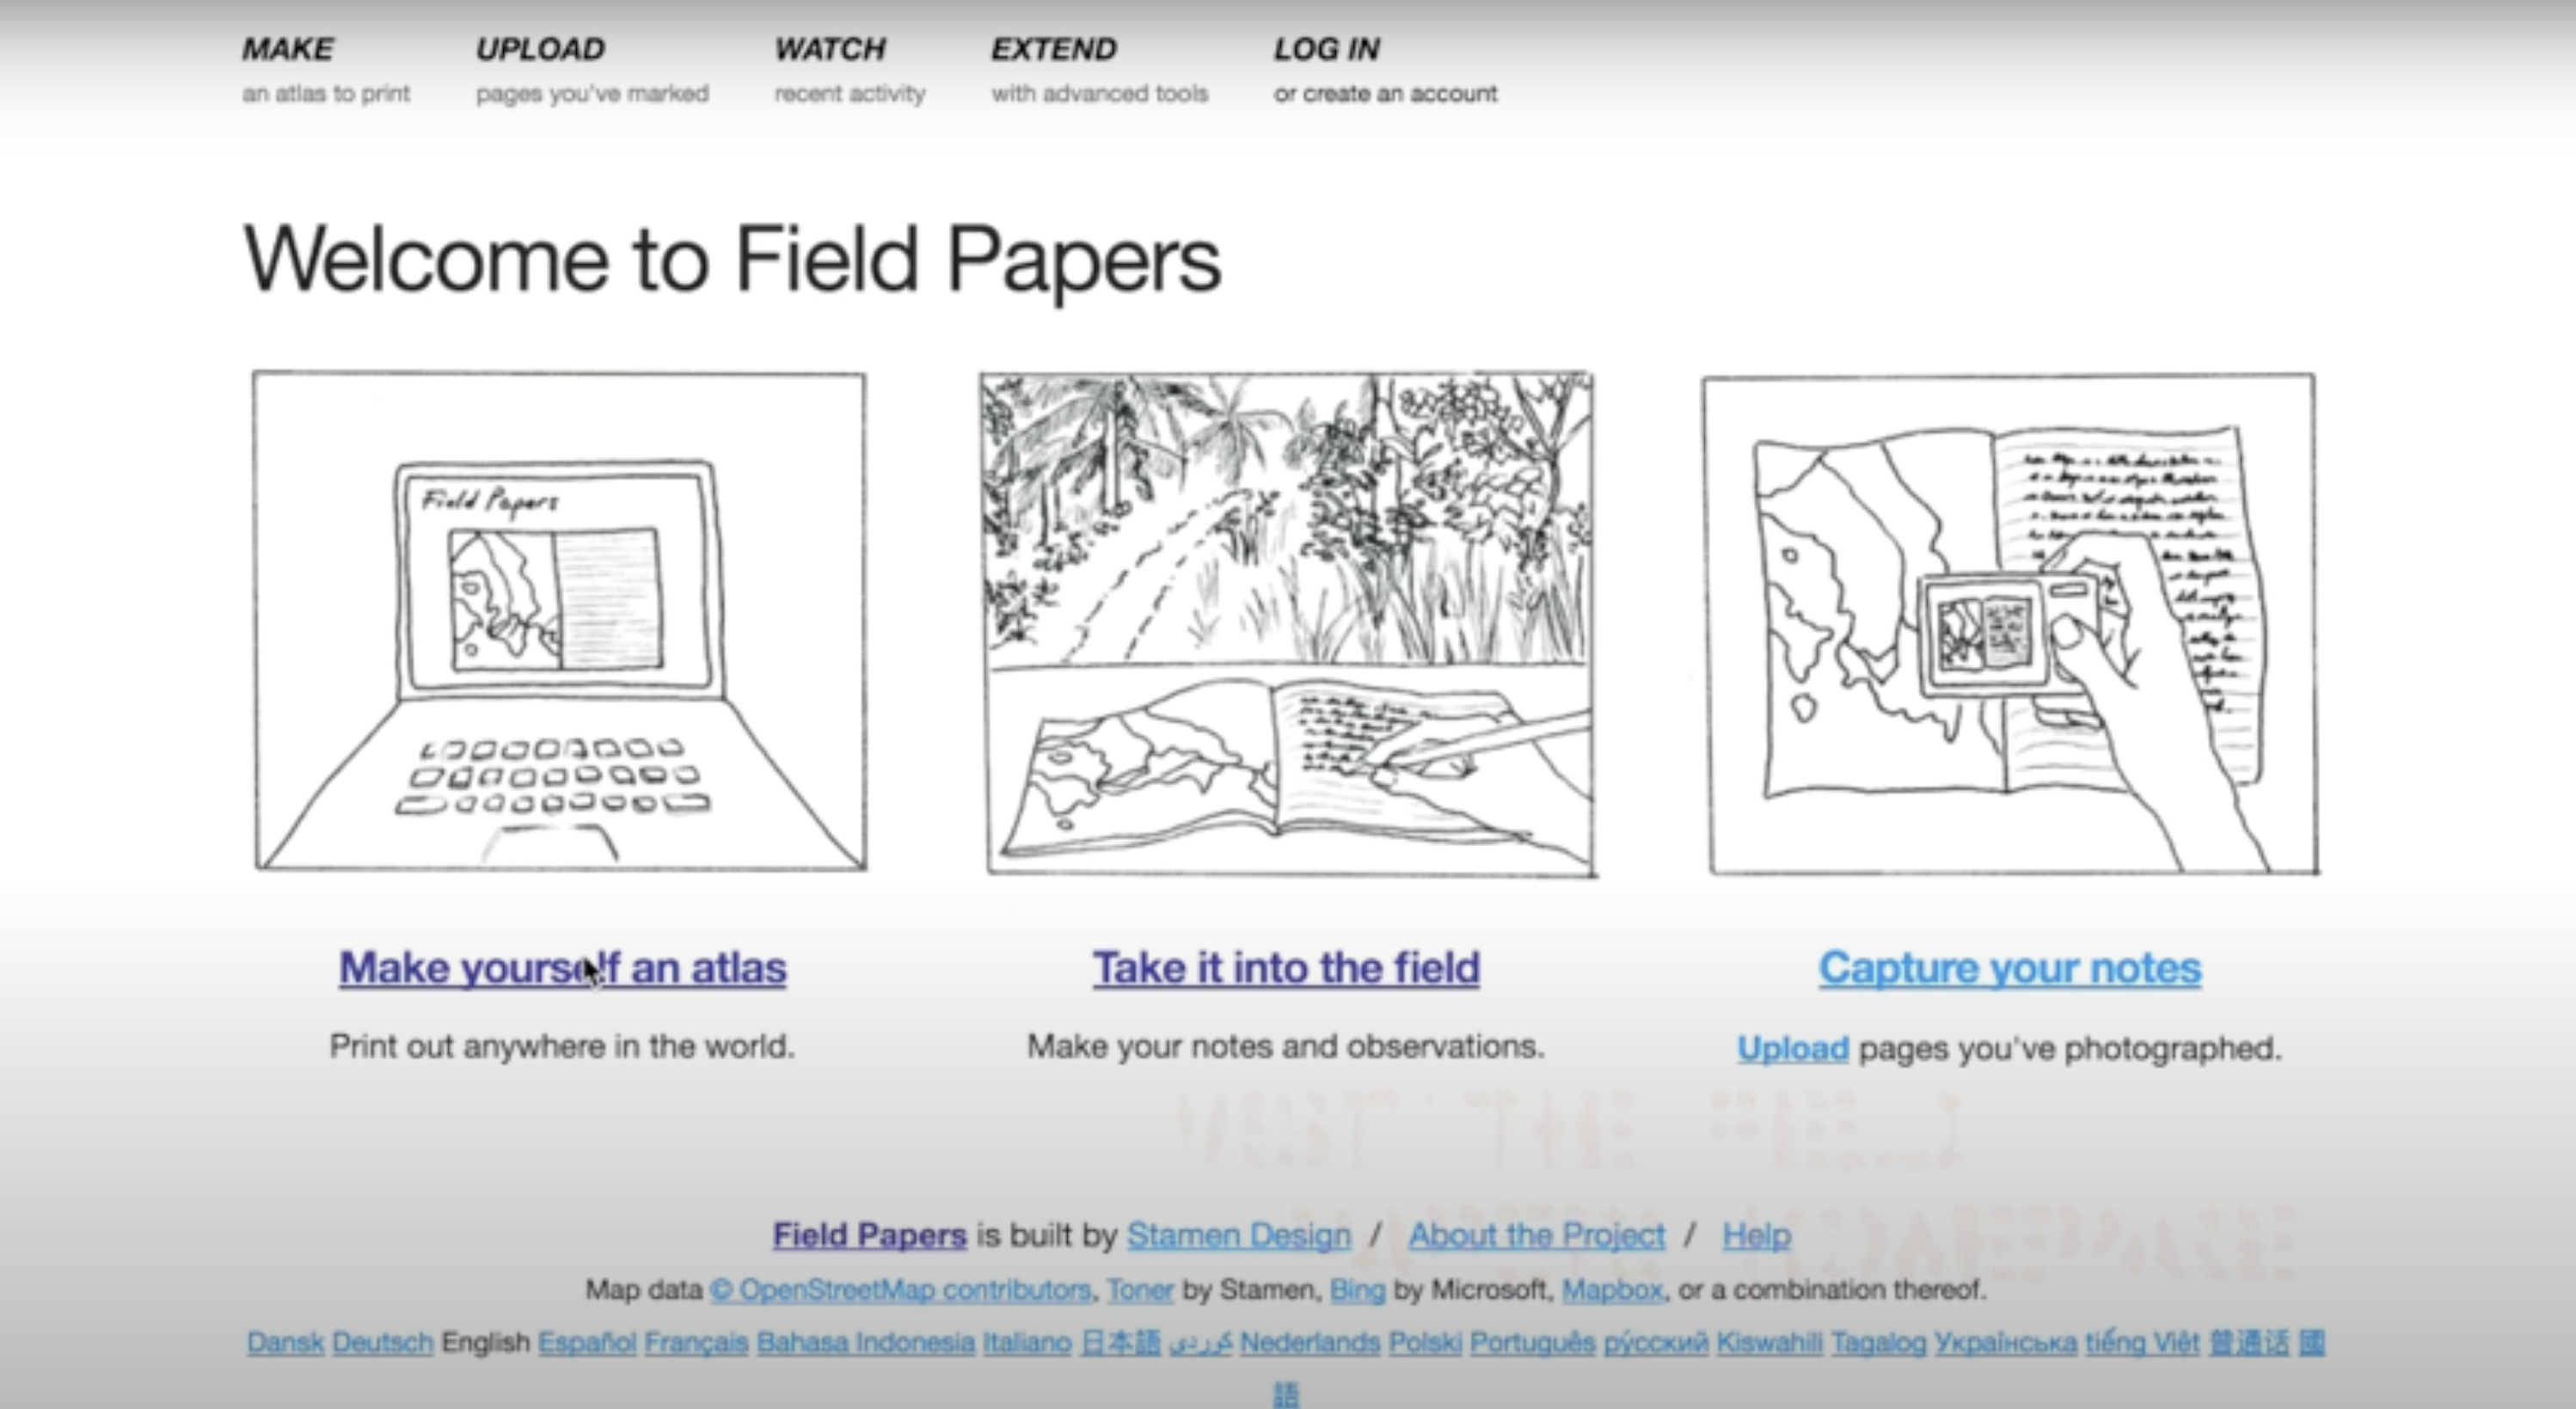 MAKE
an atlas to print
UPLOAD
pages you've marked
WATCH
recent activity
EXTEND
with advanced tools
LOG IN
or create an account
Welcome to Field Papers
Field Papers
Make yourself an atlas
Print out anywhere in the world.
Take it into the field
Make your notes and observations.
Capture your notes
Upload pages you've photographed.
Field Papers is built by Stamen Design / About the Project / Help
Map data © OpenStreetMap contributors, Toner by Stamen, Bing by Microsoft, Mapbox, or a combination thereof.
Dansk Deutsch English Español Français Bahasa Indonesia Italiano 日本語 كوردی Nederlands Polski Português рýсский Kiswahili Tagalog Українська tiếng Việt 普通话 國
語